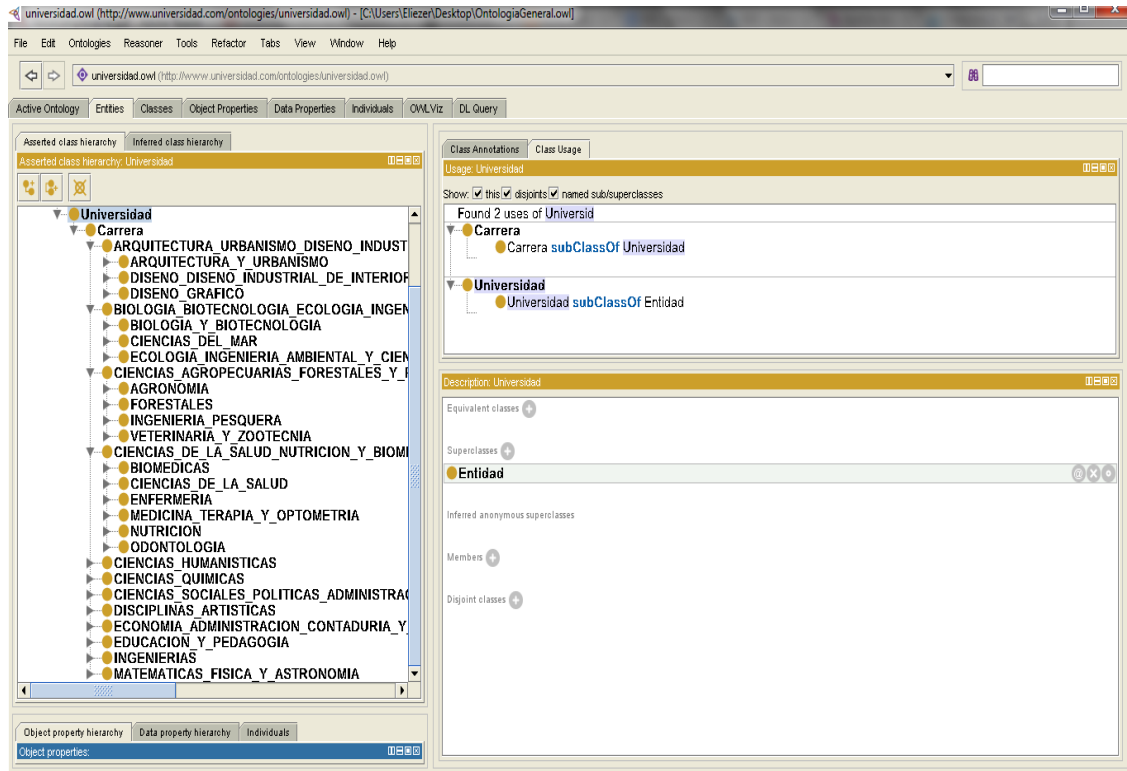 universidad.owl (http://www.universidad.com/ontologies/universidad.owl) - [C:\Users\Eliezer\Desktop\OntologiaGeneral.owl]
File Edit Ontologies Reasoner Tools Refactor Tabs View Window Help
universidad.owl (http://www.universidad.com/ontologies/universidad.owl)
Active Ontology Entities Classes Object Properties Data Properties Individuals OWLViz DL Query
Asserted class hierarchy Inferred class hierarchy
Asserted class hierarchy: Universidad
Universidad
Carrera
ARQUITECTURA_URBANISMO_DISENO_INDUST
ARQUITECTURA_Y_URBANISMO
DISENO_DISENO_INDUSTRIAL_DE_INTERIOR
DISENO_GRAFICO
BIOLOGIA_BIOTECNOLOGIA_ECOLOGIA_INGEN
BIOLOGIA_Y_BIOTECNOLOGIA
CIENCIAS_DEL_MAR
ECOLOGIA_INGENIERIA_AMBIENTAL_Y_CIEN
CIENCIAS_AGROPECUARIAS_FORESTALES_Y_
AGRONOMIA
FORESTALES
INGENIERIA_PESQUERA
VETERINARIA_Y_ZOOTECNIA
CIENCIAS_DE_LA_SALUD_NUTRICION_Y_BIOM
BIOMEDICAS
CIENCIAS_DE_LA_SALUD
ENFERMERIA
MEDICINA_TERAPIA_Y_OPTOMETRIA
NUTRICION
ODONTOLOGIA
CIENCIAS_HUMANISTICAS
CIENCIAS_QUIMICAS
CIENCIAS_SOCIALES_POLITICAS_ADMINISTRA
DISCIPLINAS_ARTISTICAS
ECONOMIA_ADMINISTRACION_CONTADURIA_Y_
EDUCACION_Y_PEDAGOGIA
INGENIERIAS
MATEMATICAS_FISICA_Y_ASTRONOMIA
Object property hierarchy Data property hierarchy Individuals
Object properties:
Class Annotations Class Usage
Usage: Universidad
Show: this disjoints named sub/superclasses
Found 2 uses of Universid
Carrera
Carrera subClassOf Universidad
Universidad
Universidad subClassOf Entidad
Description: Universidad
Equivalent classes
Superclasses
Entidad
Inferred anonymous superclasses
Members
Disjoint classes